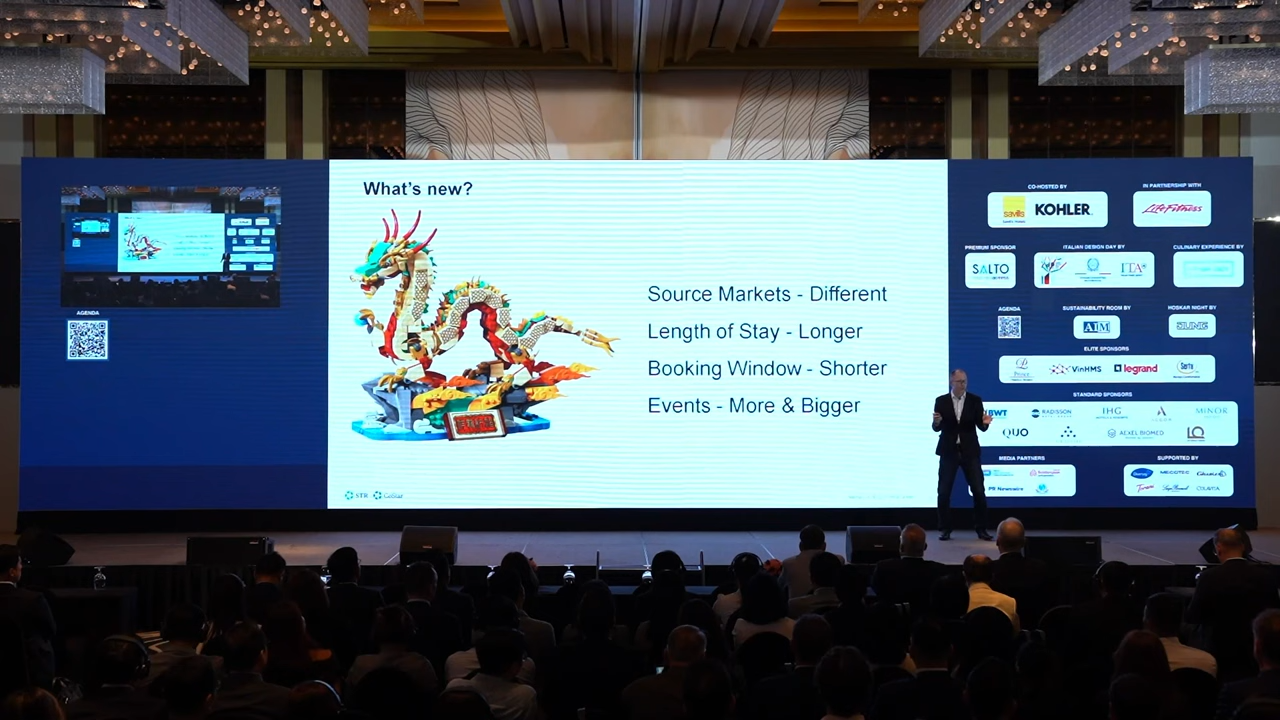 What's new?
Source Markets - Different
Length of Stay - Longer
Booking Window - Shorter
Events - More & Bigger
STR CoStar
AGENDA
CO-HOSTED BY
IN PARTNERSHIP WITH
savills
KOHLER
LifeFitness
PREMIUM SPONSOR
ITALIAN DESIGN DAY BY
CULINARY EXPERIENCE BY
SALTO
ITA
AGENDA
SUSTAINABILITY ROOM BY
HOSKAR NIGHT BY
AIM
ELITE SPONSORS
VinHMS
legrand
STANDARD SPONSORS
BWT
RADISSON
IHG
MINOR
QUO
AEXEL BIOMED
LQ
MEDIA PARTNERS
SUPPORTED BY
PR Newswire